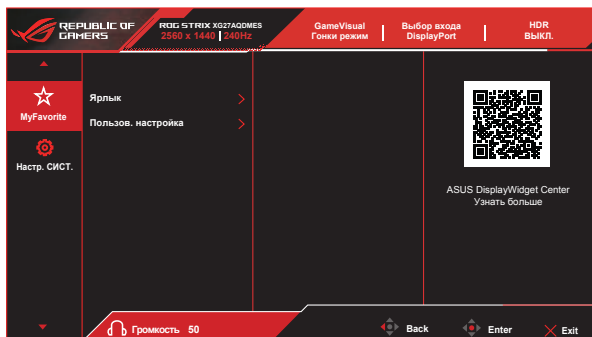 REPUBLIC OF
GAMERS
ROG STRIX XG27AQDMES
2560 x 1440 240Hz
GameVisual
Гонки режим
Выбор входа
DisplayPort
HDR
ВЫКЛ.
MyFavorite
Настр. СИСТ.
Ярлык
Пользов. настройка
ASUS DisplayWidget Center
Узнать больше
Громкость 50
Back
Enter
Exit